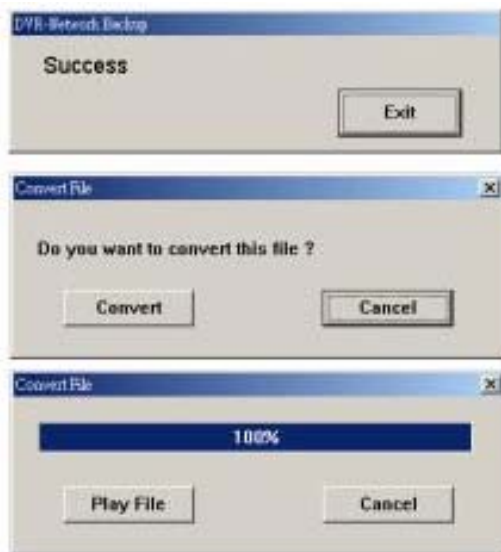 DVR-Network Backup
Success
Exit
Convert File
Do you want to convert this file ?
Convert Cancel
Convert File
100%
Play File Cancel